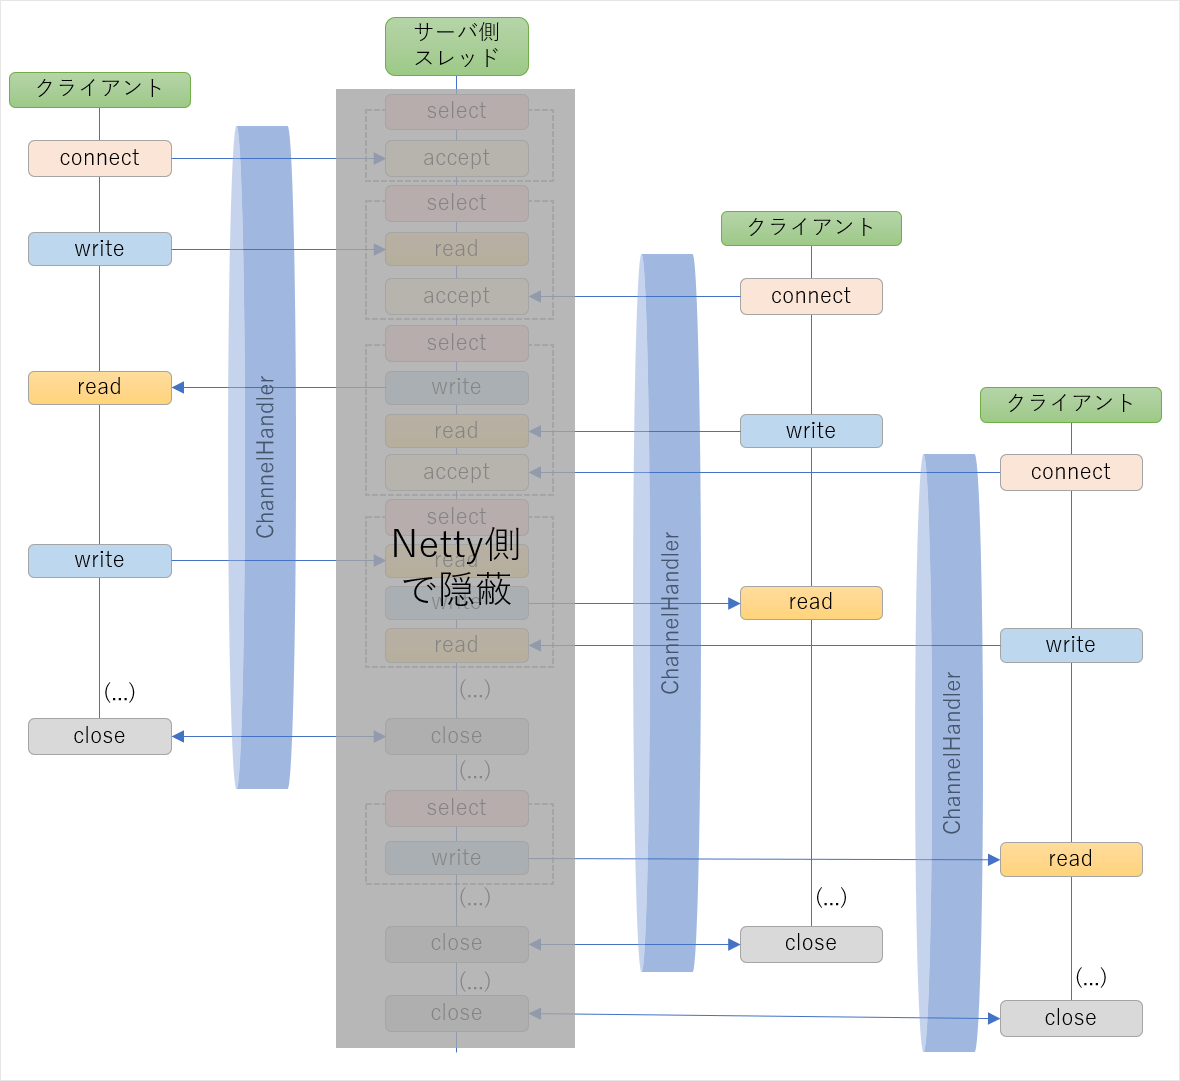 サーバ側
スレッド
クライアント
select
connect
accept
select
write
read
クライアント
accept
connect
select
read
write
クライアント
read
write
accept
connect
ChannelHandler
select
Netty側
で隠蔽
write
read
write
read
ChannelHandler
read
write
(...)
(...)
close
close
ChannelHandler
(...)
select
write
read
(...)
(...)
close
close
(...)
(...)
close
close